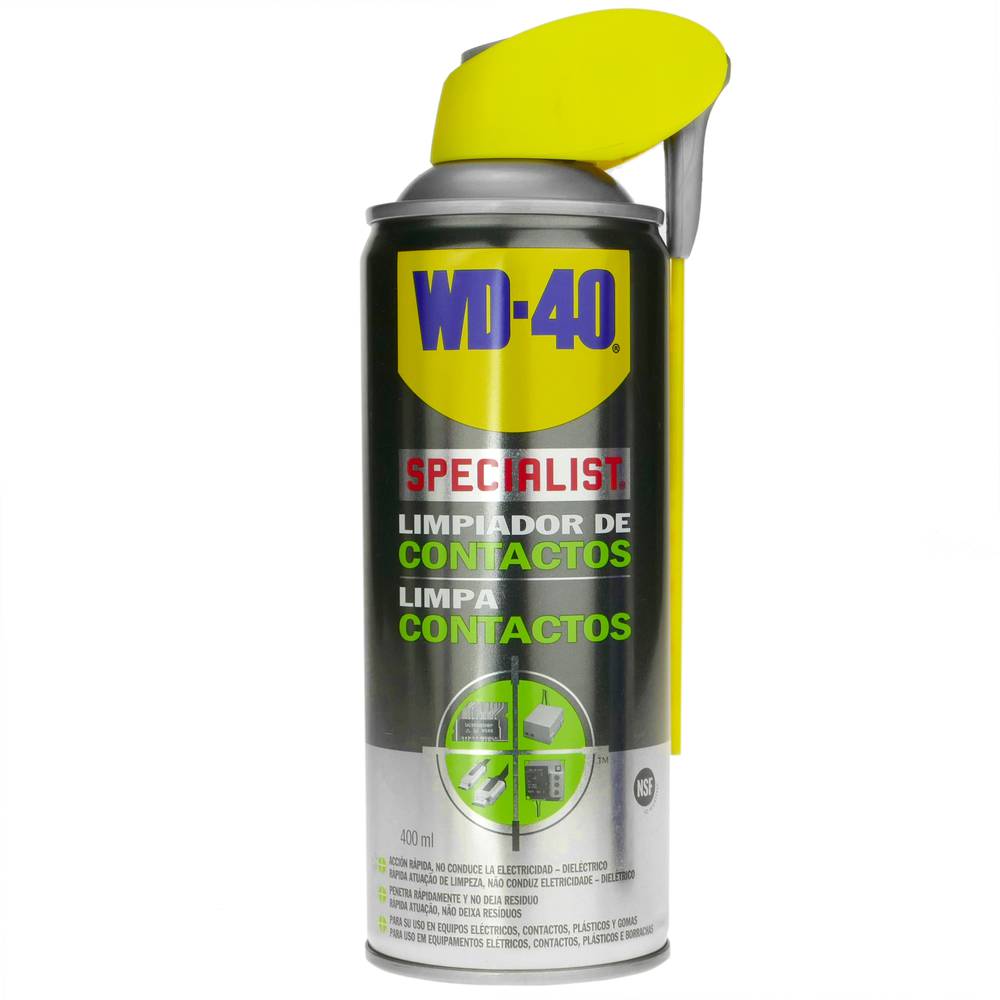 WD-40®
SPECIALIST®
LIMPIADOR DE
CONTACTOS
LIMPA
CONTACTOS
TM
NSF
400 ml
ACCIÓN RÁPIDA, NO CONDUCE LA ELECTRICIDAD – DIELÉCTRICO
RÁPIDA ATUAÇÃO DE LIMPEZA, NÃO CONDUZ ELETRICIDADE – DIELÉTRICO
PENETRA RÁPIDAMENTE Y NO DEJA RESIDUO
RÁPIDA ATUAÇÃO, NÃO DEIXA RESÍDUOS
PARA SU USO EN EQUIPOS ELÉCTRICOS, CONTACTOS, PLÁSTICOS Y GOMAS
PARA USO EM EQUIPAMENTOS ELÉTRICOS, CONTACTOS, PLÁSTICOS E BORRACHAS